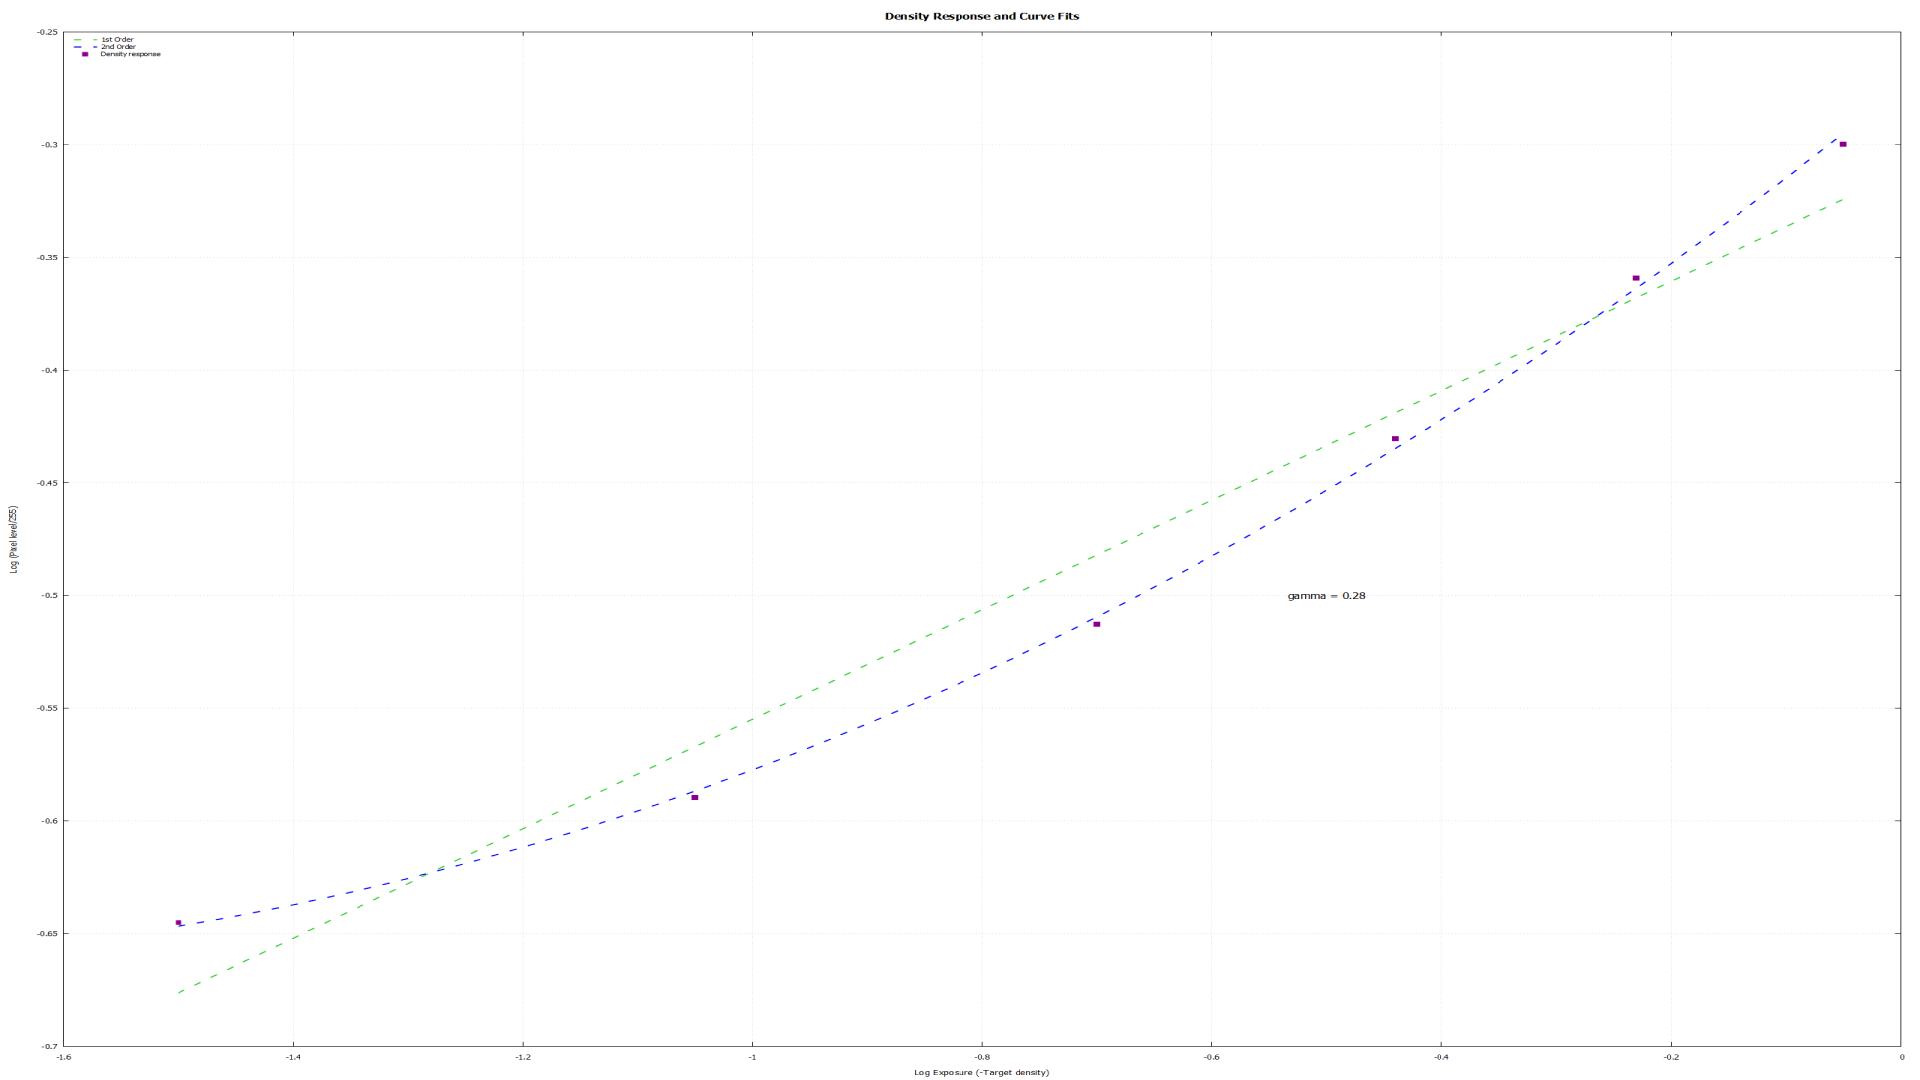 Density Response and Curve Fits
-0.25
1st Order
2nd Order
Density response
-0.3
-0.35
-0.4
-0.45
Log (Pixel level/255)
-0.5
gamma = 0.28
-0.55
-0.6
-0.65
-0.7
-1.6 -1.4 -1.2 -1 -0.8 -0.6 -0.4 -0.2 0
Log Exposure (-Target density)